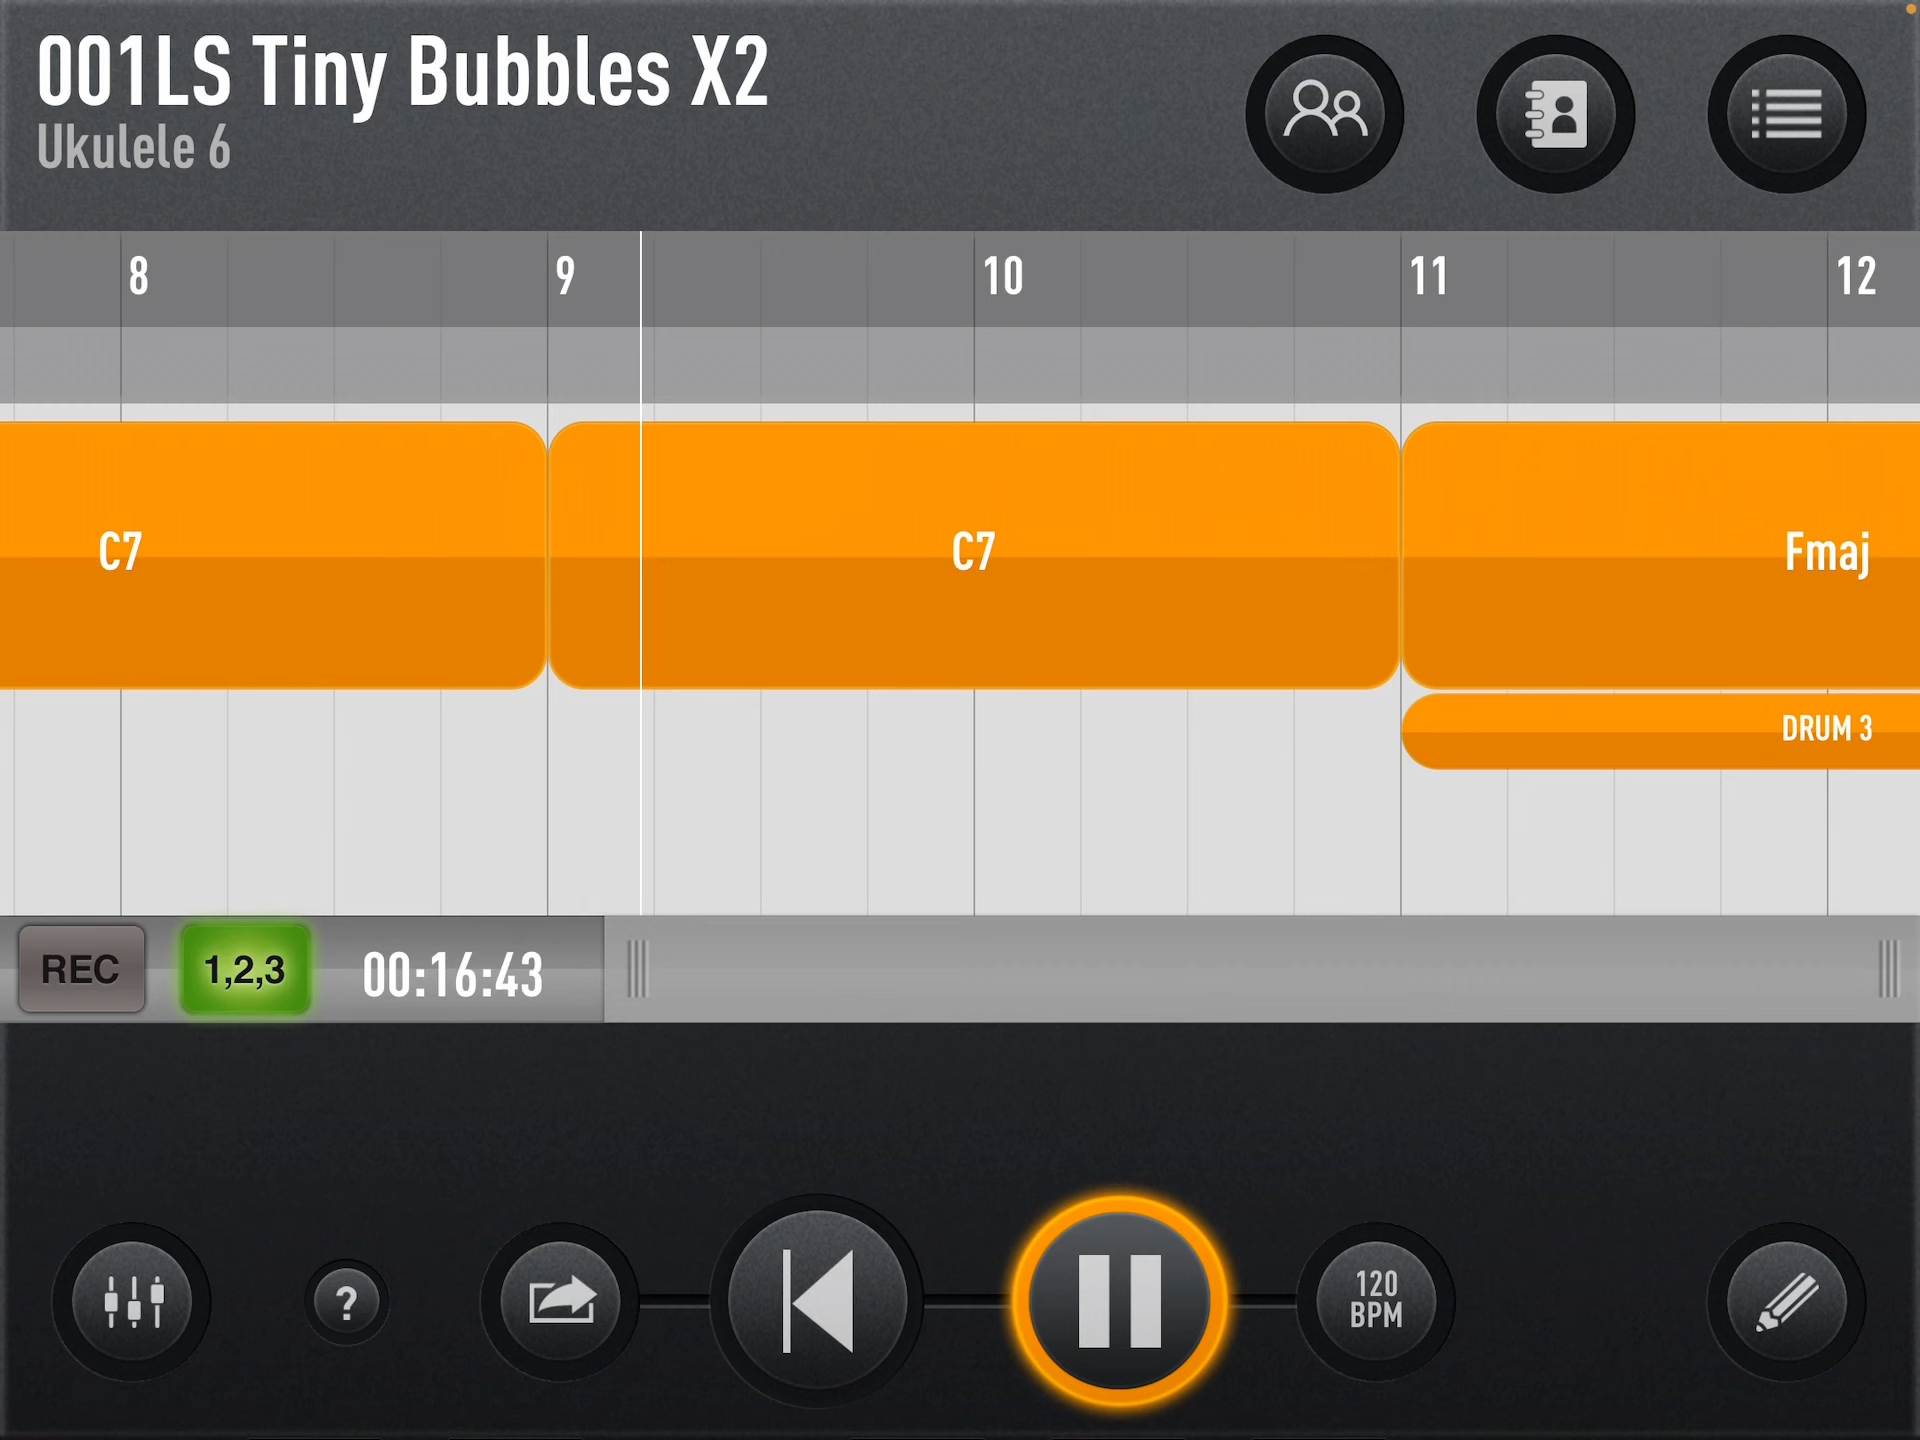 001LS Tiny Bubbles X2
Ukulele 6
8 9 10 11 12
C7 C7 Fmaj
DRUM 3
REC 1,2,3 00:16:43
?
120
BPM